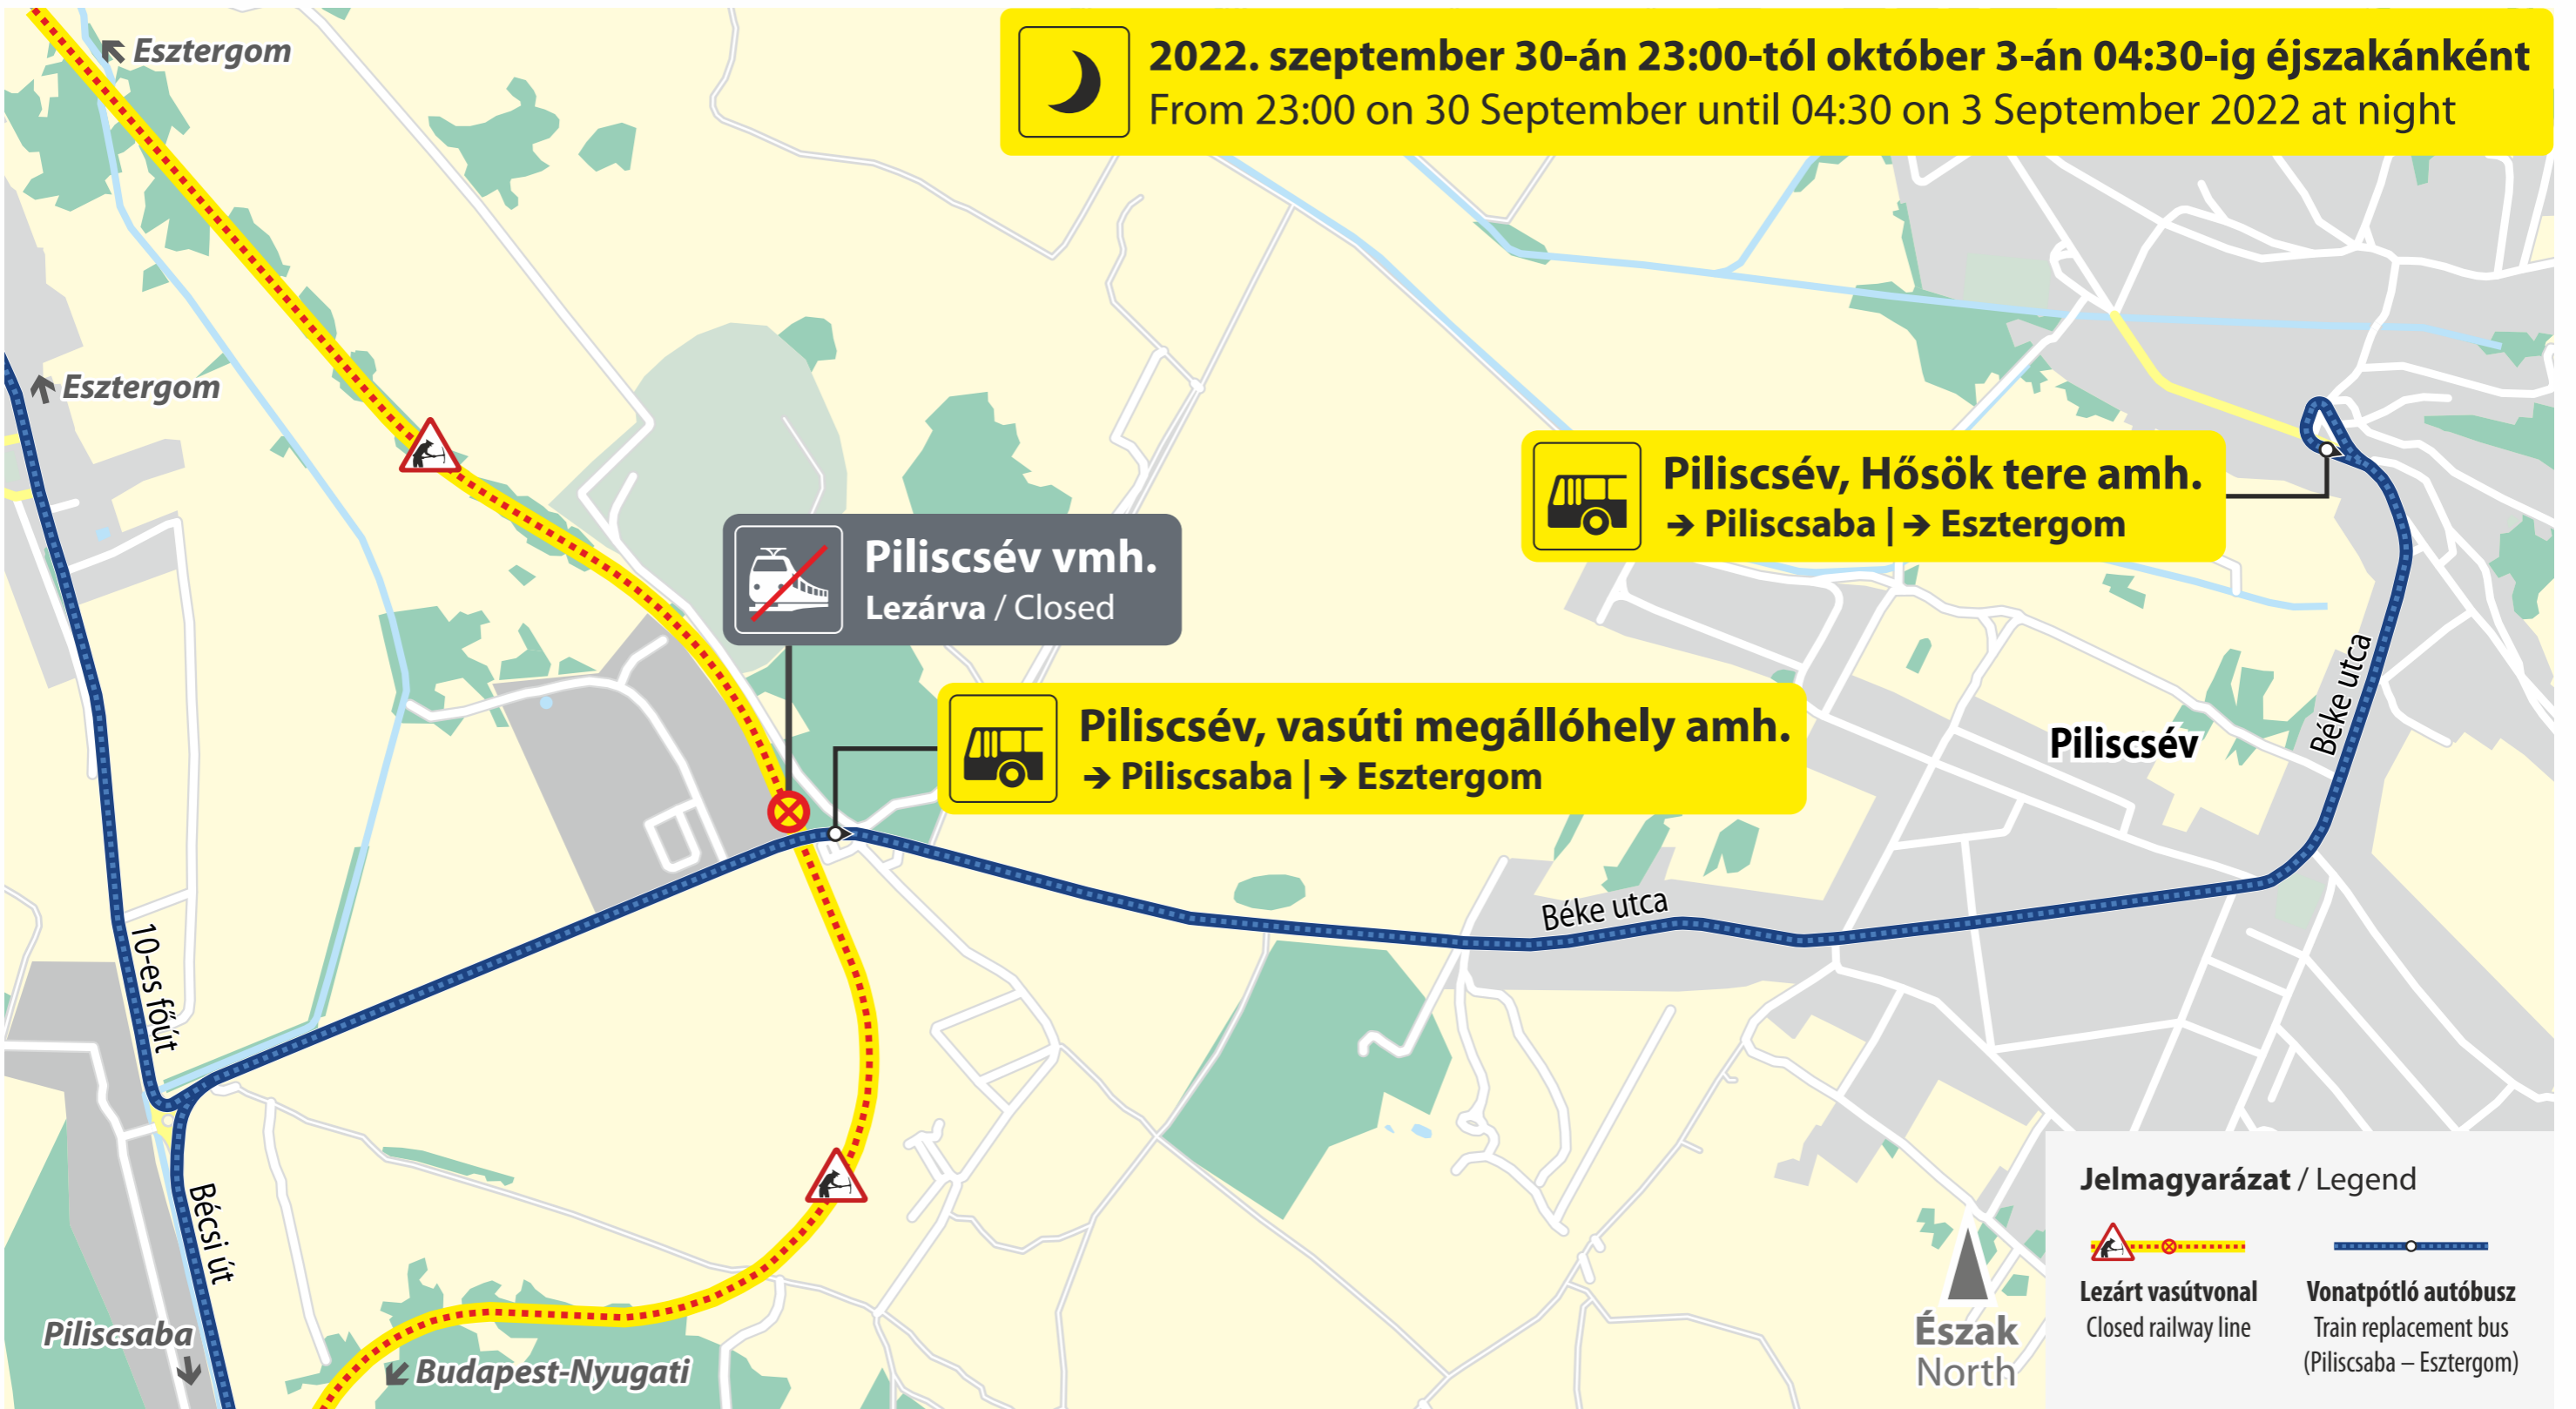 Esztergom
2022. szeptember 30-án 23:00-tól október 3-án 04:30-ig éjszakánként
From 23:00 on 30 September until 04:30 on 3 September 2022 at night
Esztergom
Piliscsév, Hősök tere amh.
→ Piliscsaba | → Esztergom
Piliscsév vmh.
Lezárva / Closed
Piliscsév, vasúti megállóhely amh.
→ Piliscsaba | → Esztergom
Béke utca
Piliscsév
Béke utca
10-es főút
Bécsi út
Piliscsaba
Budapest-Nyugati
Észak
North
Jelmagyarázat / Legend
Lezárt vasútvonal
Closed railway line
Vonatpótló autóbusz
Train replacement bus
(Piliscsaba – Esztergom)